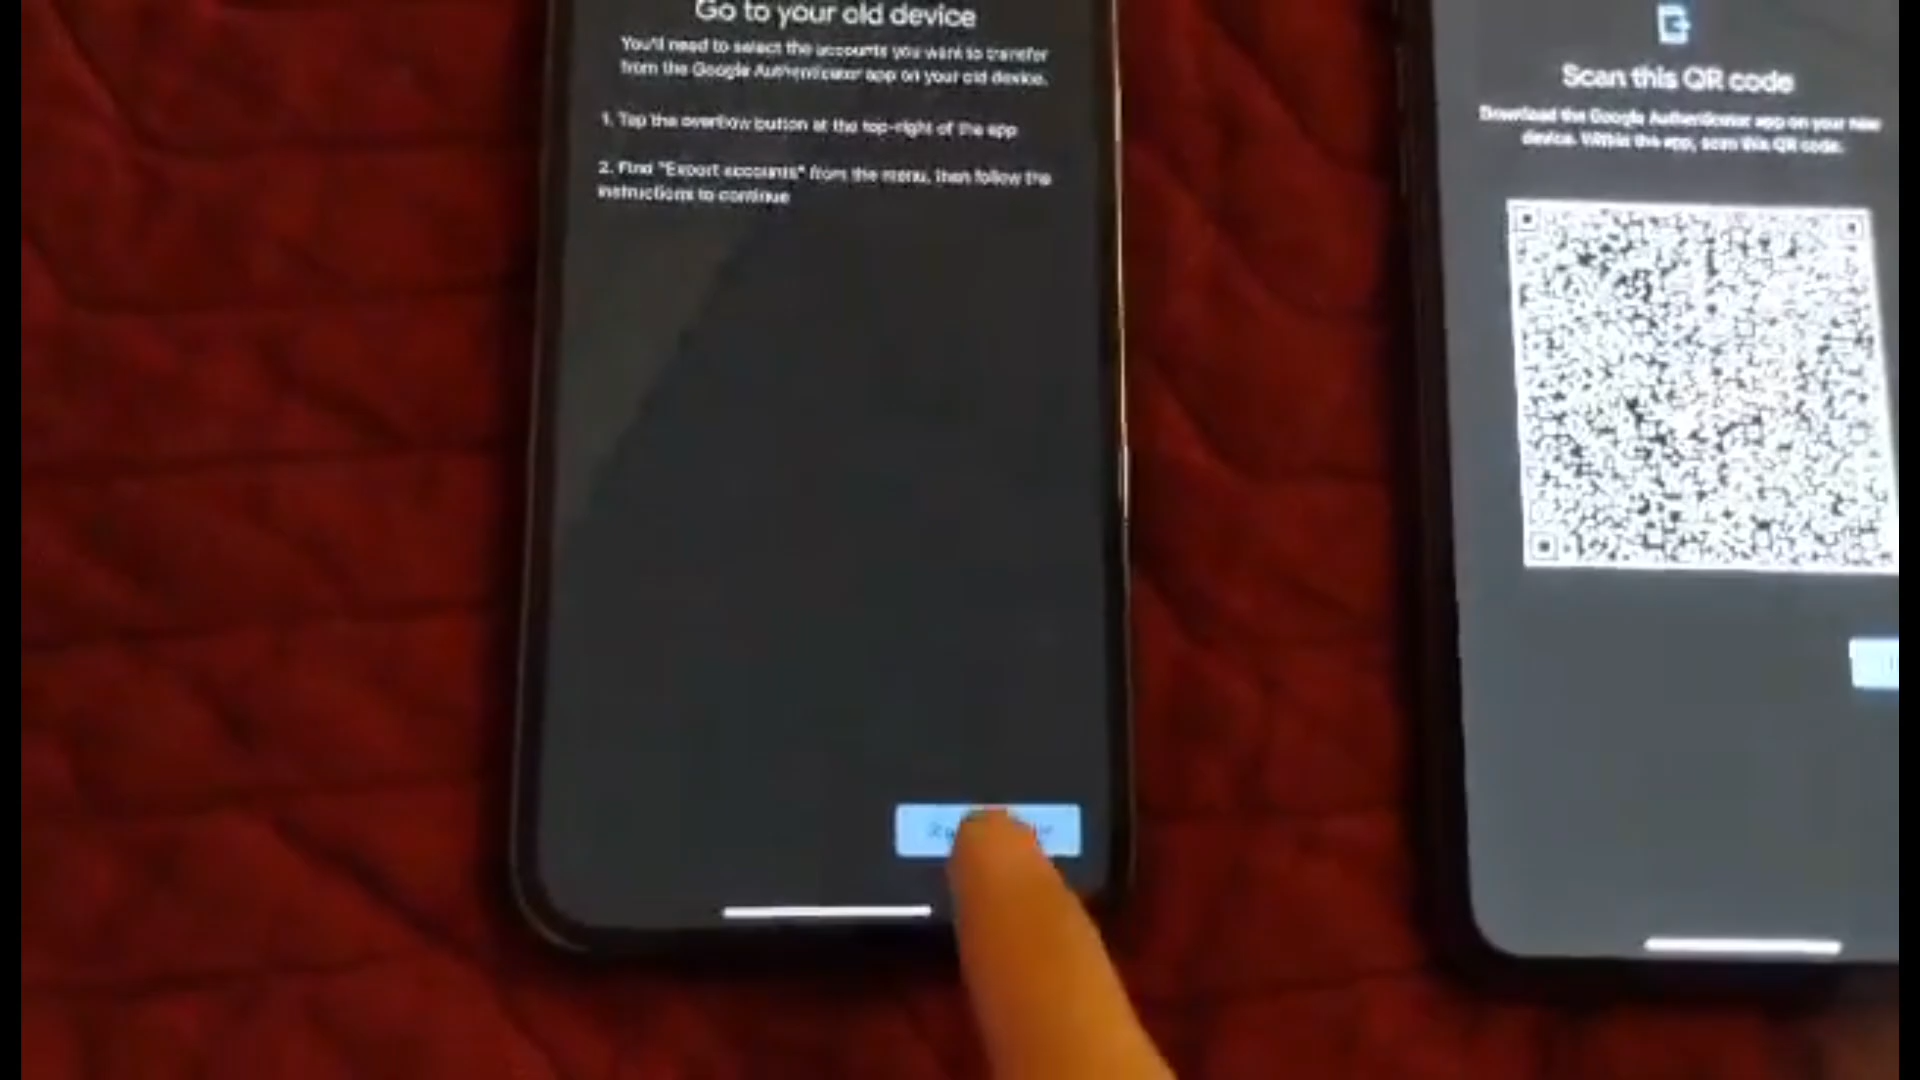 Go to your old device
You'll need to select the accounts you want to transfer
from the Google Authenticator app on your old device.
1. Tap the overflow button at the top-right of the app
2. Find "Export accounts" from the menu, then follow the
instructions to continue
Scan this QR code
Download the Google Authenticator app on your new
device. Within the app, scan this QR code.